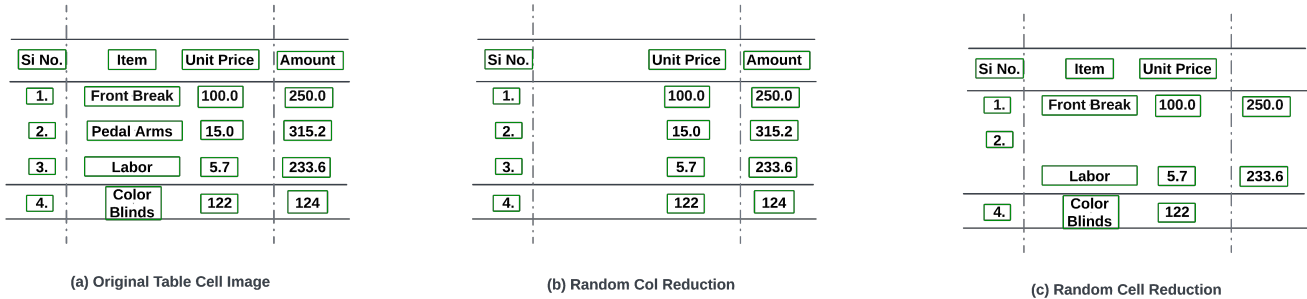 Si No. Item Unit Price Amount
1. Front Break 100.0 250.0
2. Pedal Arms 15.0 315.2
3. Labor 5.7 233.6
4. Color Blinds 122 124
(a) Original Table Cell Image
Si No. Unit Price Amount
1. 100.0 250.0
2. 15.0 315.2
3. 5.7 233.6
4. 122 124
(b) Random Col Reduction
Si No. Item Unit Price
1. Front Break 100.0 250.0
2.
Labor 5.7 233.6
4. Color Blinds 122
(c) Random Cell Reduction